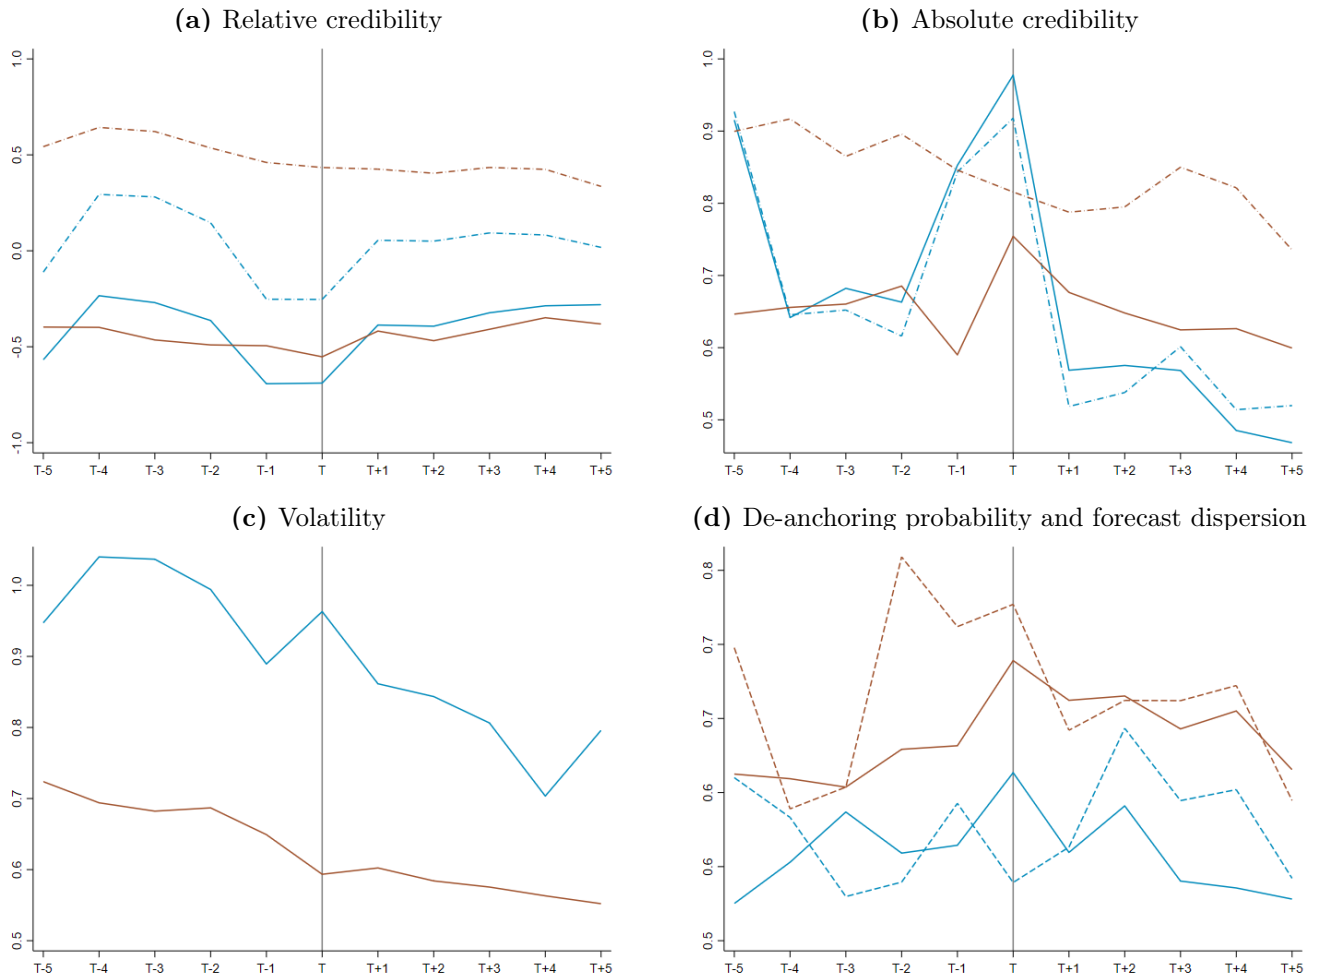 (a) Relative credibility
1.0
0.5
0.0
-0.5
-1.0
T-5 T-4 T-3 T-2 T-1 T T+1 T+2 T+3 T+4 T+5
(b) Absolute credibility
1.0
0.9
0.8
0.7
0.6
0.5
T-5 T-4 T-3 T-2 T-1 T T+1 T+2 T+3 T+4 T+5
(c) Volatility
1.0
0.9
0.8
0.7
0.6
0.5
T-5 T-4 T-3 T-2 T-1 T T+1 T+2 T+3 T+4 T+5
(d) De-anchoring probability and forecast dispersion
0.8
0.7
0.7
0.6
0.6
0.5
T-5 T-4 T-3 T-2 T-1 T T+1 T+2 T+3 T+4 T+5